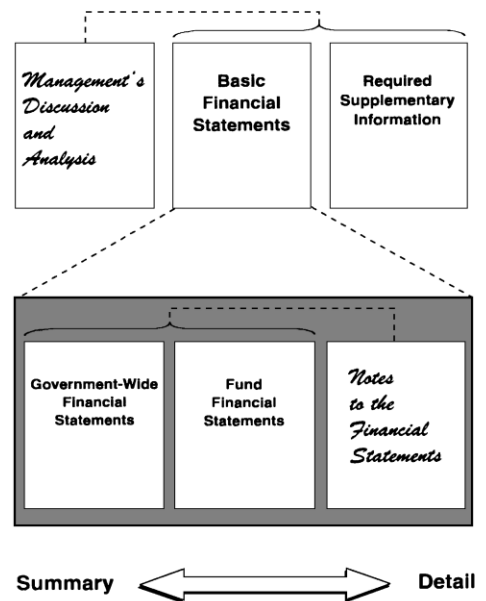 Management's
Discussion
and
Analysis
Basic
Financial
Statements
Required
Supplementary
Information
Government-Wide
Financial
Statements
Fund
Financial
Statements
Notes
to the
Financial
Statements
Summary
Detail